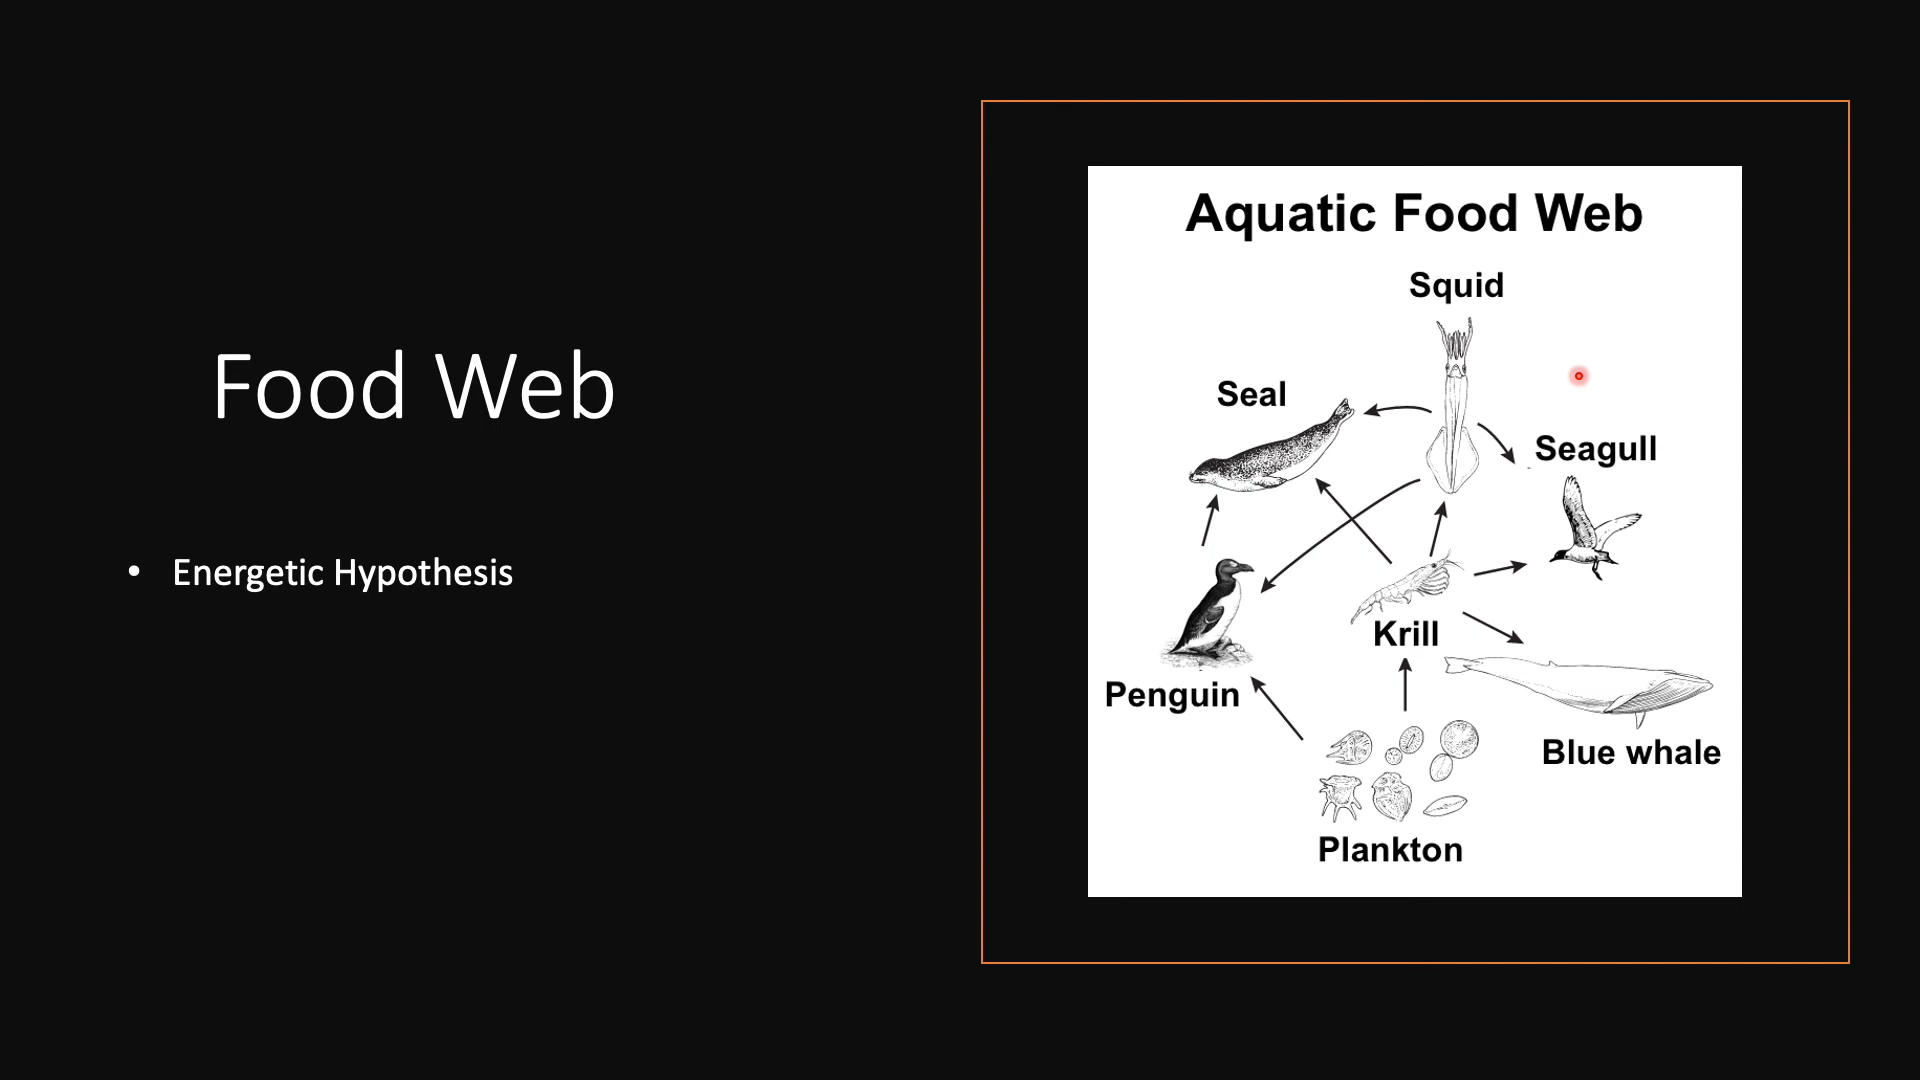 Food Web
• Energetic Hypothesis
Aquatic Food Web
Squid
Seal
Seagull
Krill
Penguin
Blue whale
Plankton